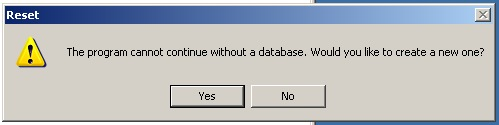 Reset
The program cannot continue without a database. Would you like to create a new one?
Yes No